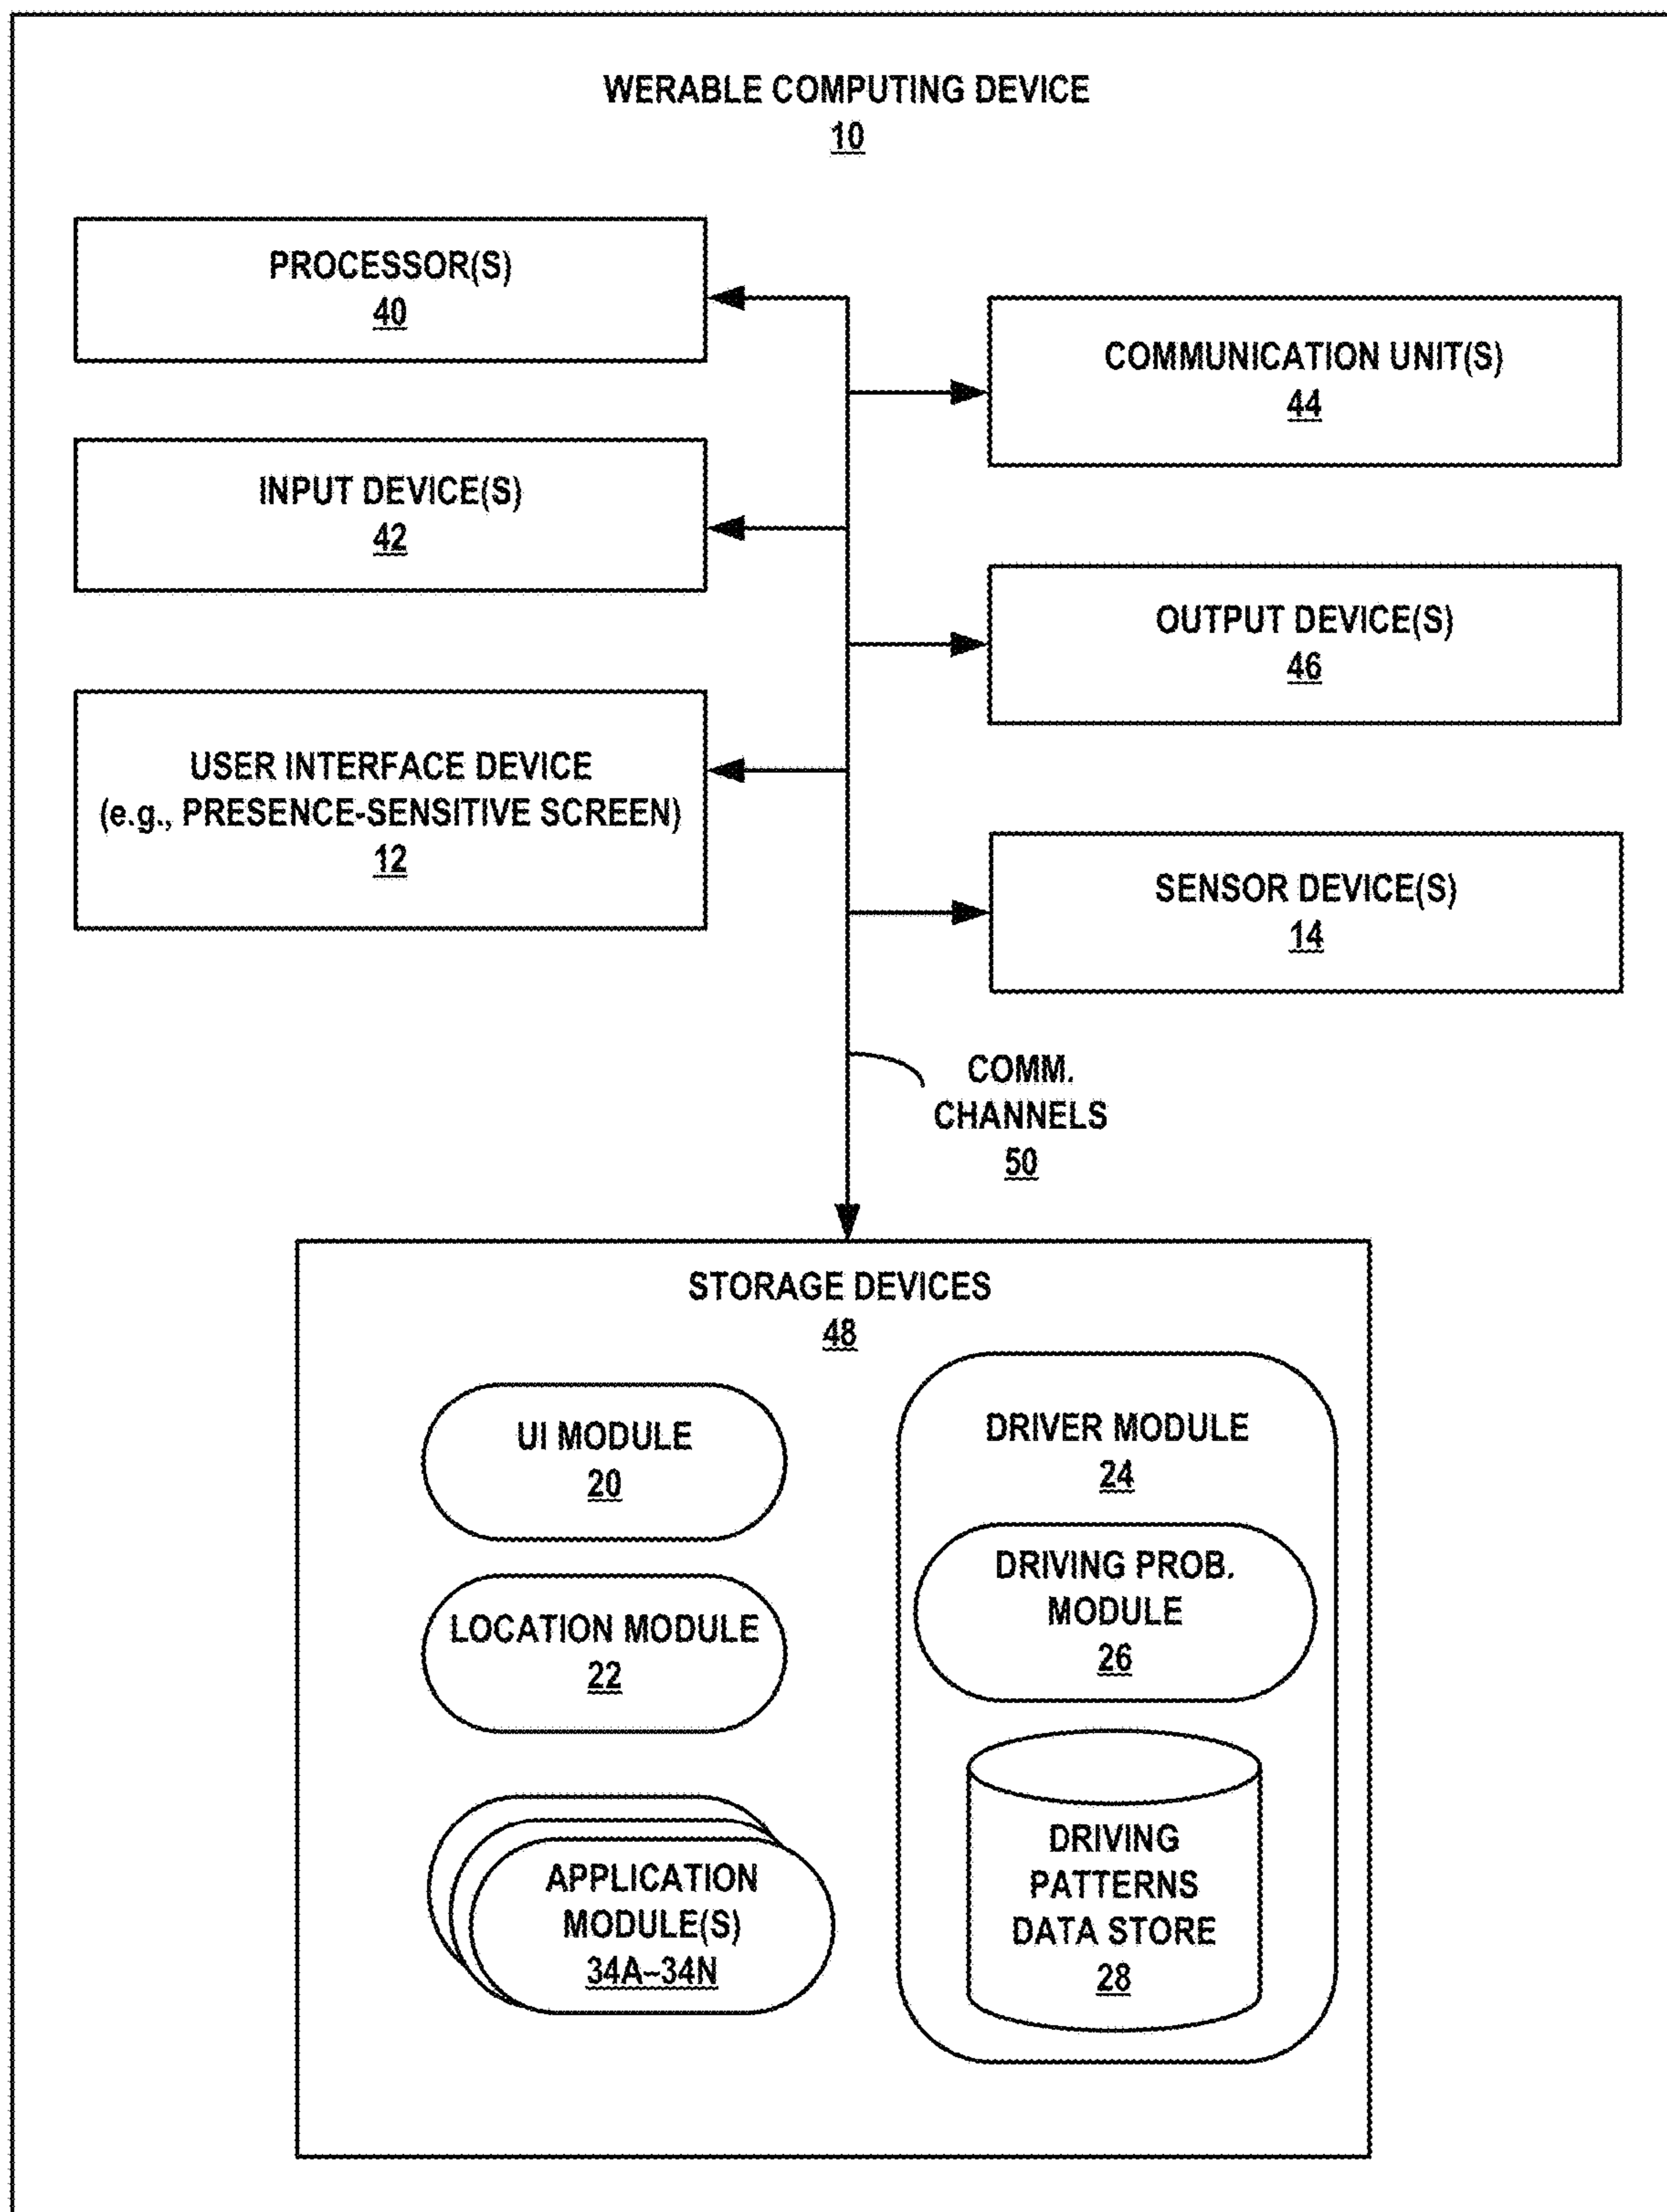 WERABLE COMPUTING DEVICE
10
PROCESSOR(S)
40
COMMUNICATION UNIT(S)
44
INPUT DEVICE(S)
42
OUTPUT DEVICE(S)
46
USER INTERFACE DEVICE
(e.g., PRESENCE-SENSITIVE SCREEN)
12
SENSOR DEVICE(S)
14
COMM.
CHANNELS
50
STORAGE DEVICES
48
UI MODULE
20
LOCATION MODULE
22
APPLICATION
MODULE(S)
34A–34N
DRIVER MODULE
24
DRIVING PROB.
MODULE
26
DRIVING
PATTERNS
DATA STORE
28